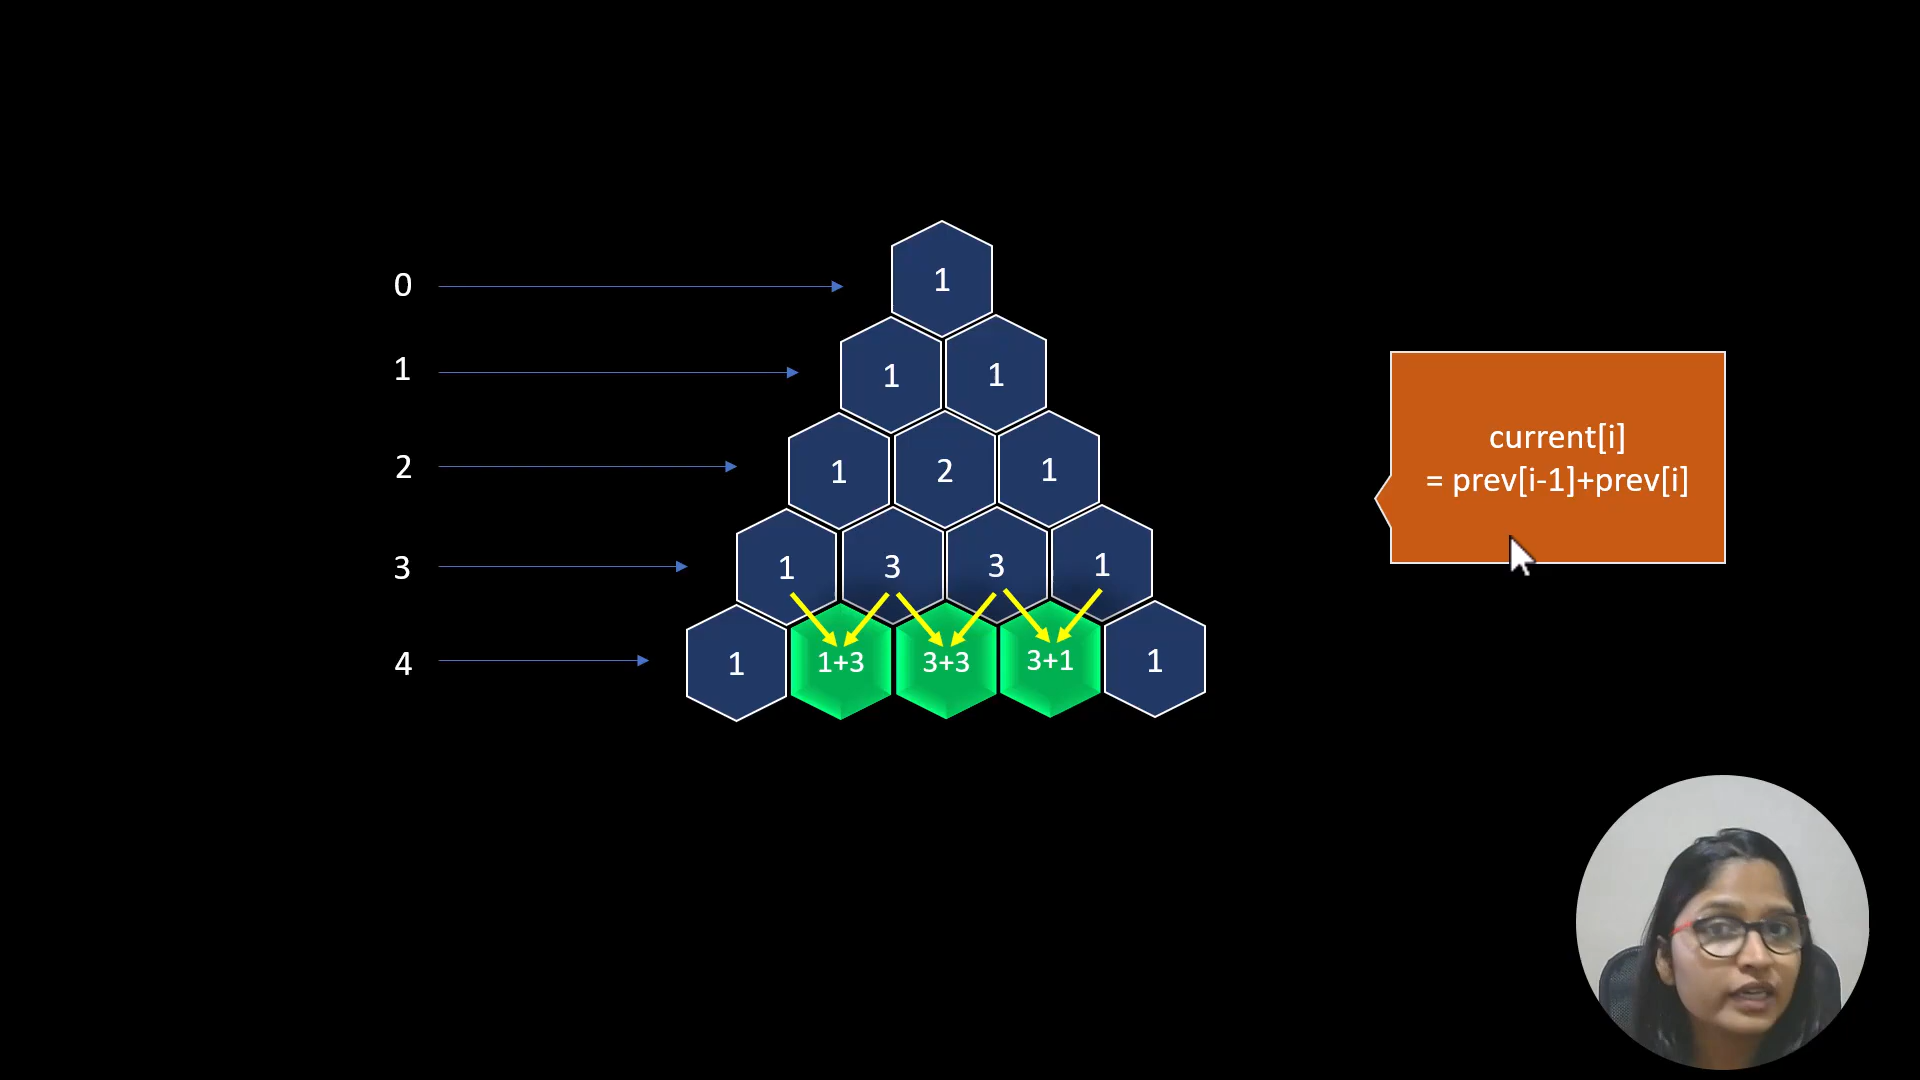 0
1
1
1 1
2
1 2 1
3
1 3 3 1
4
1 1+3 3+3 3+1 1
current[i]
= prev[i-1]+prev[i]